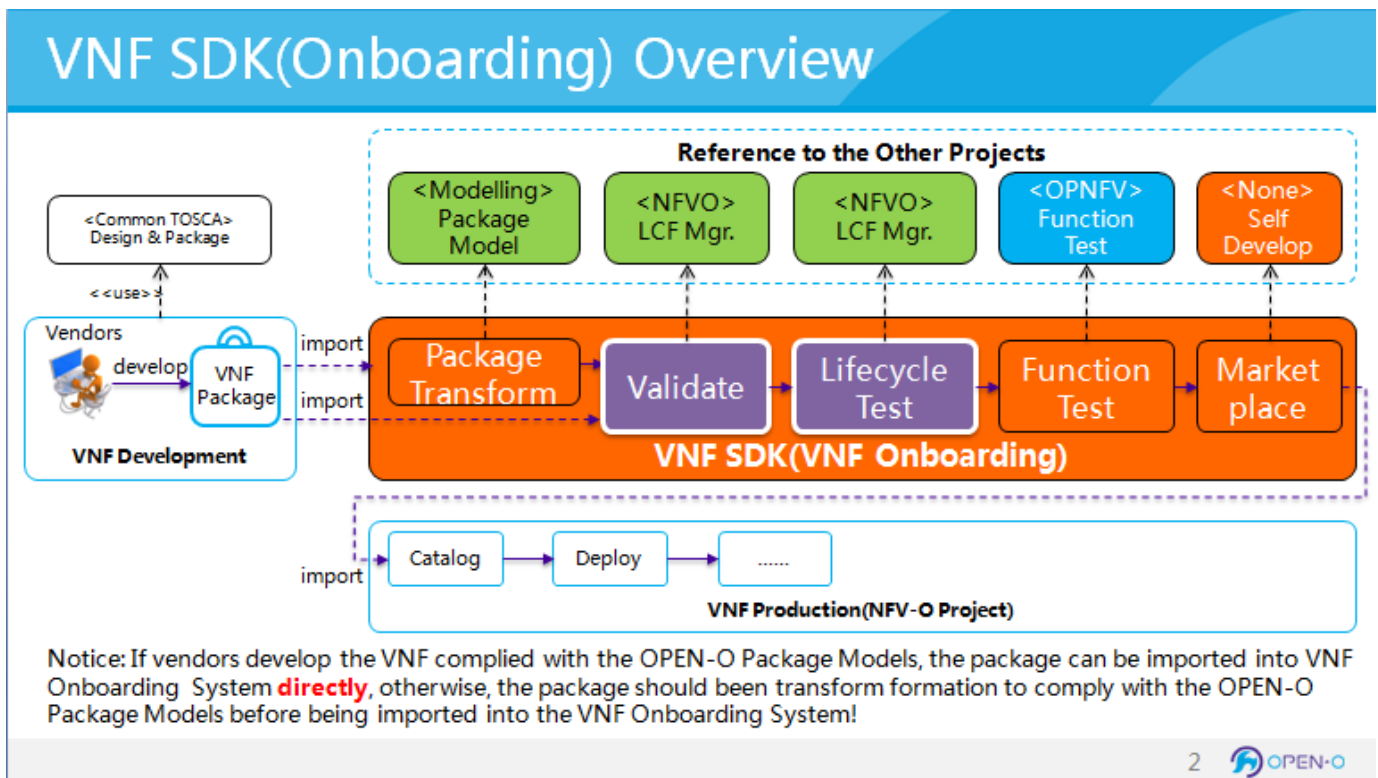 VNF SDK(Onboarding) Overview
Reference to the Other Projects
<Common TOSCA>
Design & Package
<Modelling>
Package
Model
<NFVO>
LCF Mgr.
<NFVO>
LCF Mgr.
<OPNFV>
Function
Test
<None>
Self
Develop
<<use>>
Vendors
develop
VNF
Package
VNF Development
import
import
Package
Transform
Validate
Lifecycle
Test
Function
Test
Market
place
VNF SDK(VNF Onboarding)
import
Catalog
Deploy
......
VNF Production(NFV-O Project)
Notice: If vendors develop the VNF complied with the OPEN-O Package Models, the package can be imported into VNF
Onboarding System directly, otherwise, the package should been transform formation to comply with the OPEN-O
Package Models before being imported into the VNF Onboarding System!
2
OPEN-O